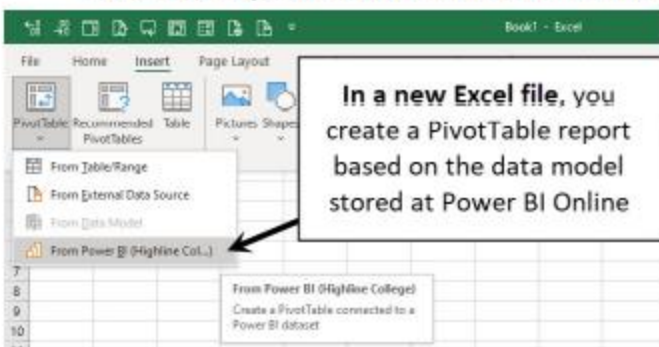 Book1 - Excel
File Home Insert Page Layout
PivotTable Recommended PivotTables Table Pictures Shapes
From Table/Range
From External Data Source
From Data Model
From Power BI (Highline Col...)
In a new Excel file, you
create a PivotTable report
based on the data model
stored at Power BI Online
7
8
9
10
From Power BI (Highline College)
Create a PivotTable connected to a
Power BI dataset